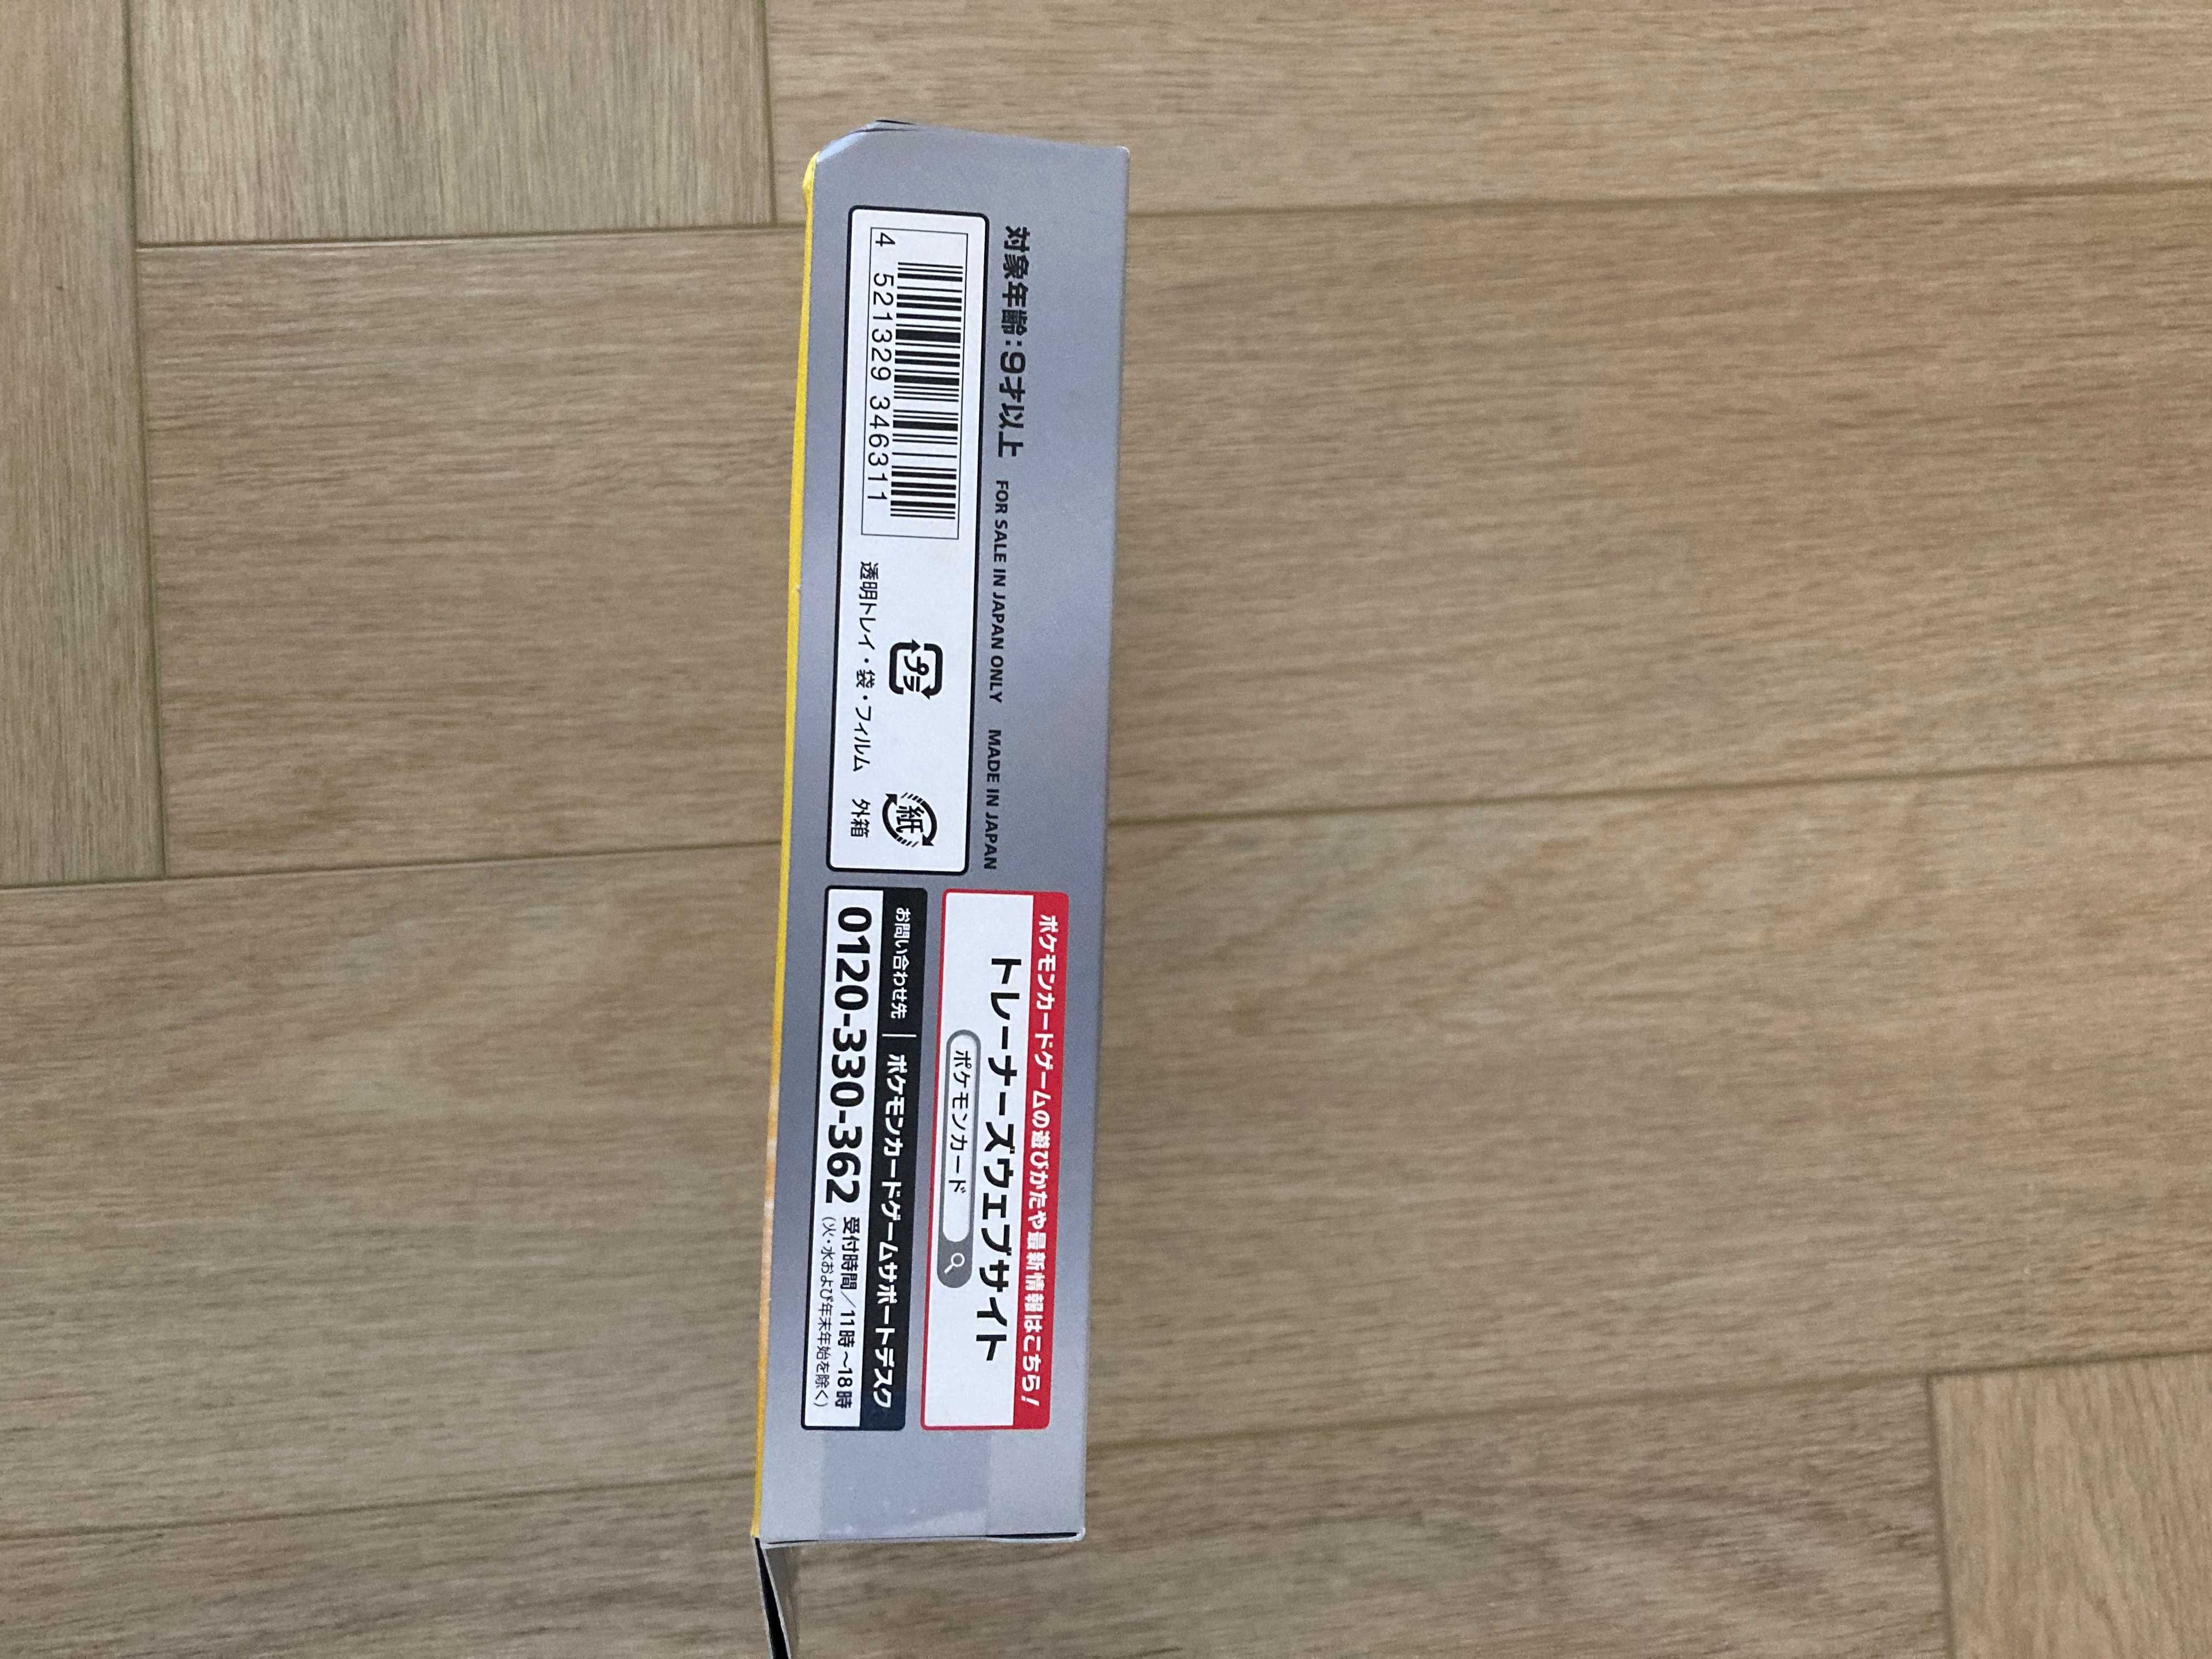 対象年齢：9才以上 FOR SALE IN JAPAN ONLY MADE IN JAPAN
4 521329 346311
プラ
透明トレイ・袋・フィルム
紙
外箱
ポケモンカードゲームの遊びかたや最新情報はこちら！
トレーナーズウェブサイト
ポケモンカード
お問い合わせ先 | ポケモンカードゲームサポートデスク
0120-330-362
受付時間／11時～18時
（火・水および年末年始を除く）